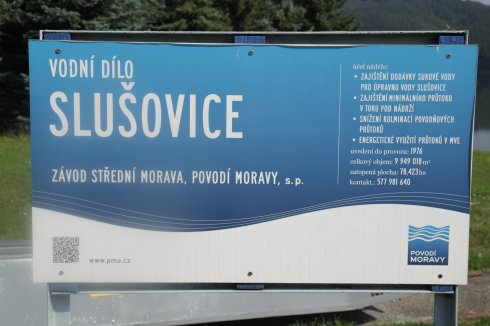 VODNÍ DÍLO
SLUŠOVICE
ZÁVOD STŘEDNÍ MORAVA, POVODÍ MORAVY, s.p.
účel nádrže:
• ZAJIŠTĚNÍ DODÁVKY SUROVÉ VODY
PRO ÚPRAVNU VODY SLUŠOVICE
• ZAJIŠTĚNÍ MINIMÁLNÍHO PRŮTOKU
V TOKU POD NÁDRŽÍ
• SNÍŽENÍ KULMINACÍ POVODŇOVÝCH
PRŮTOKŮ
• ENERGETICKÉ VYUŽITÍ PRŮTOKŮ V MVE
uvedení do provozu: 1976
celkový objem: 9 949 018 m³
zatopená plocha: 78,423 ha
kontakt.: 577 981 640
www.pmo.cz
POVODÍ
MORAVY